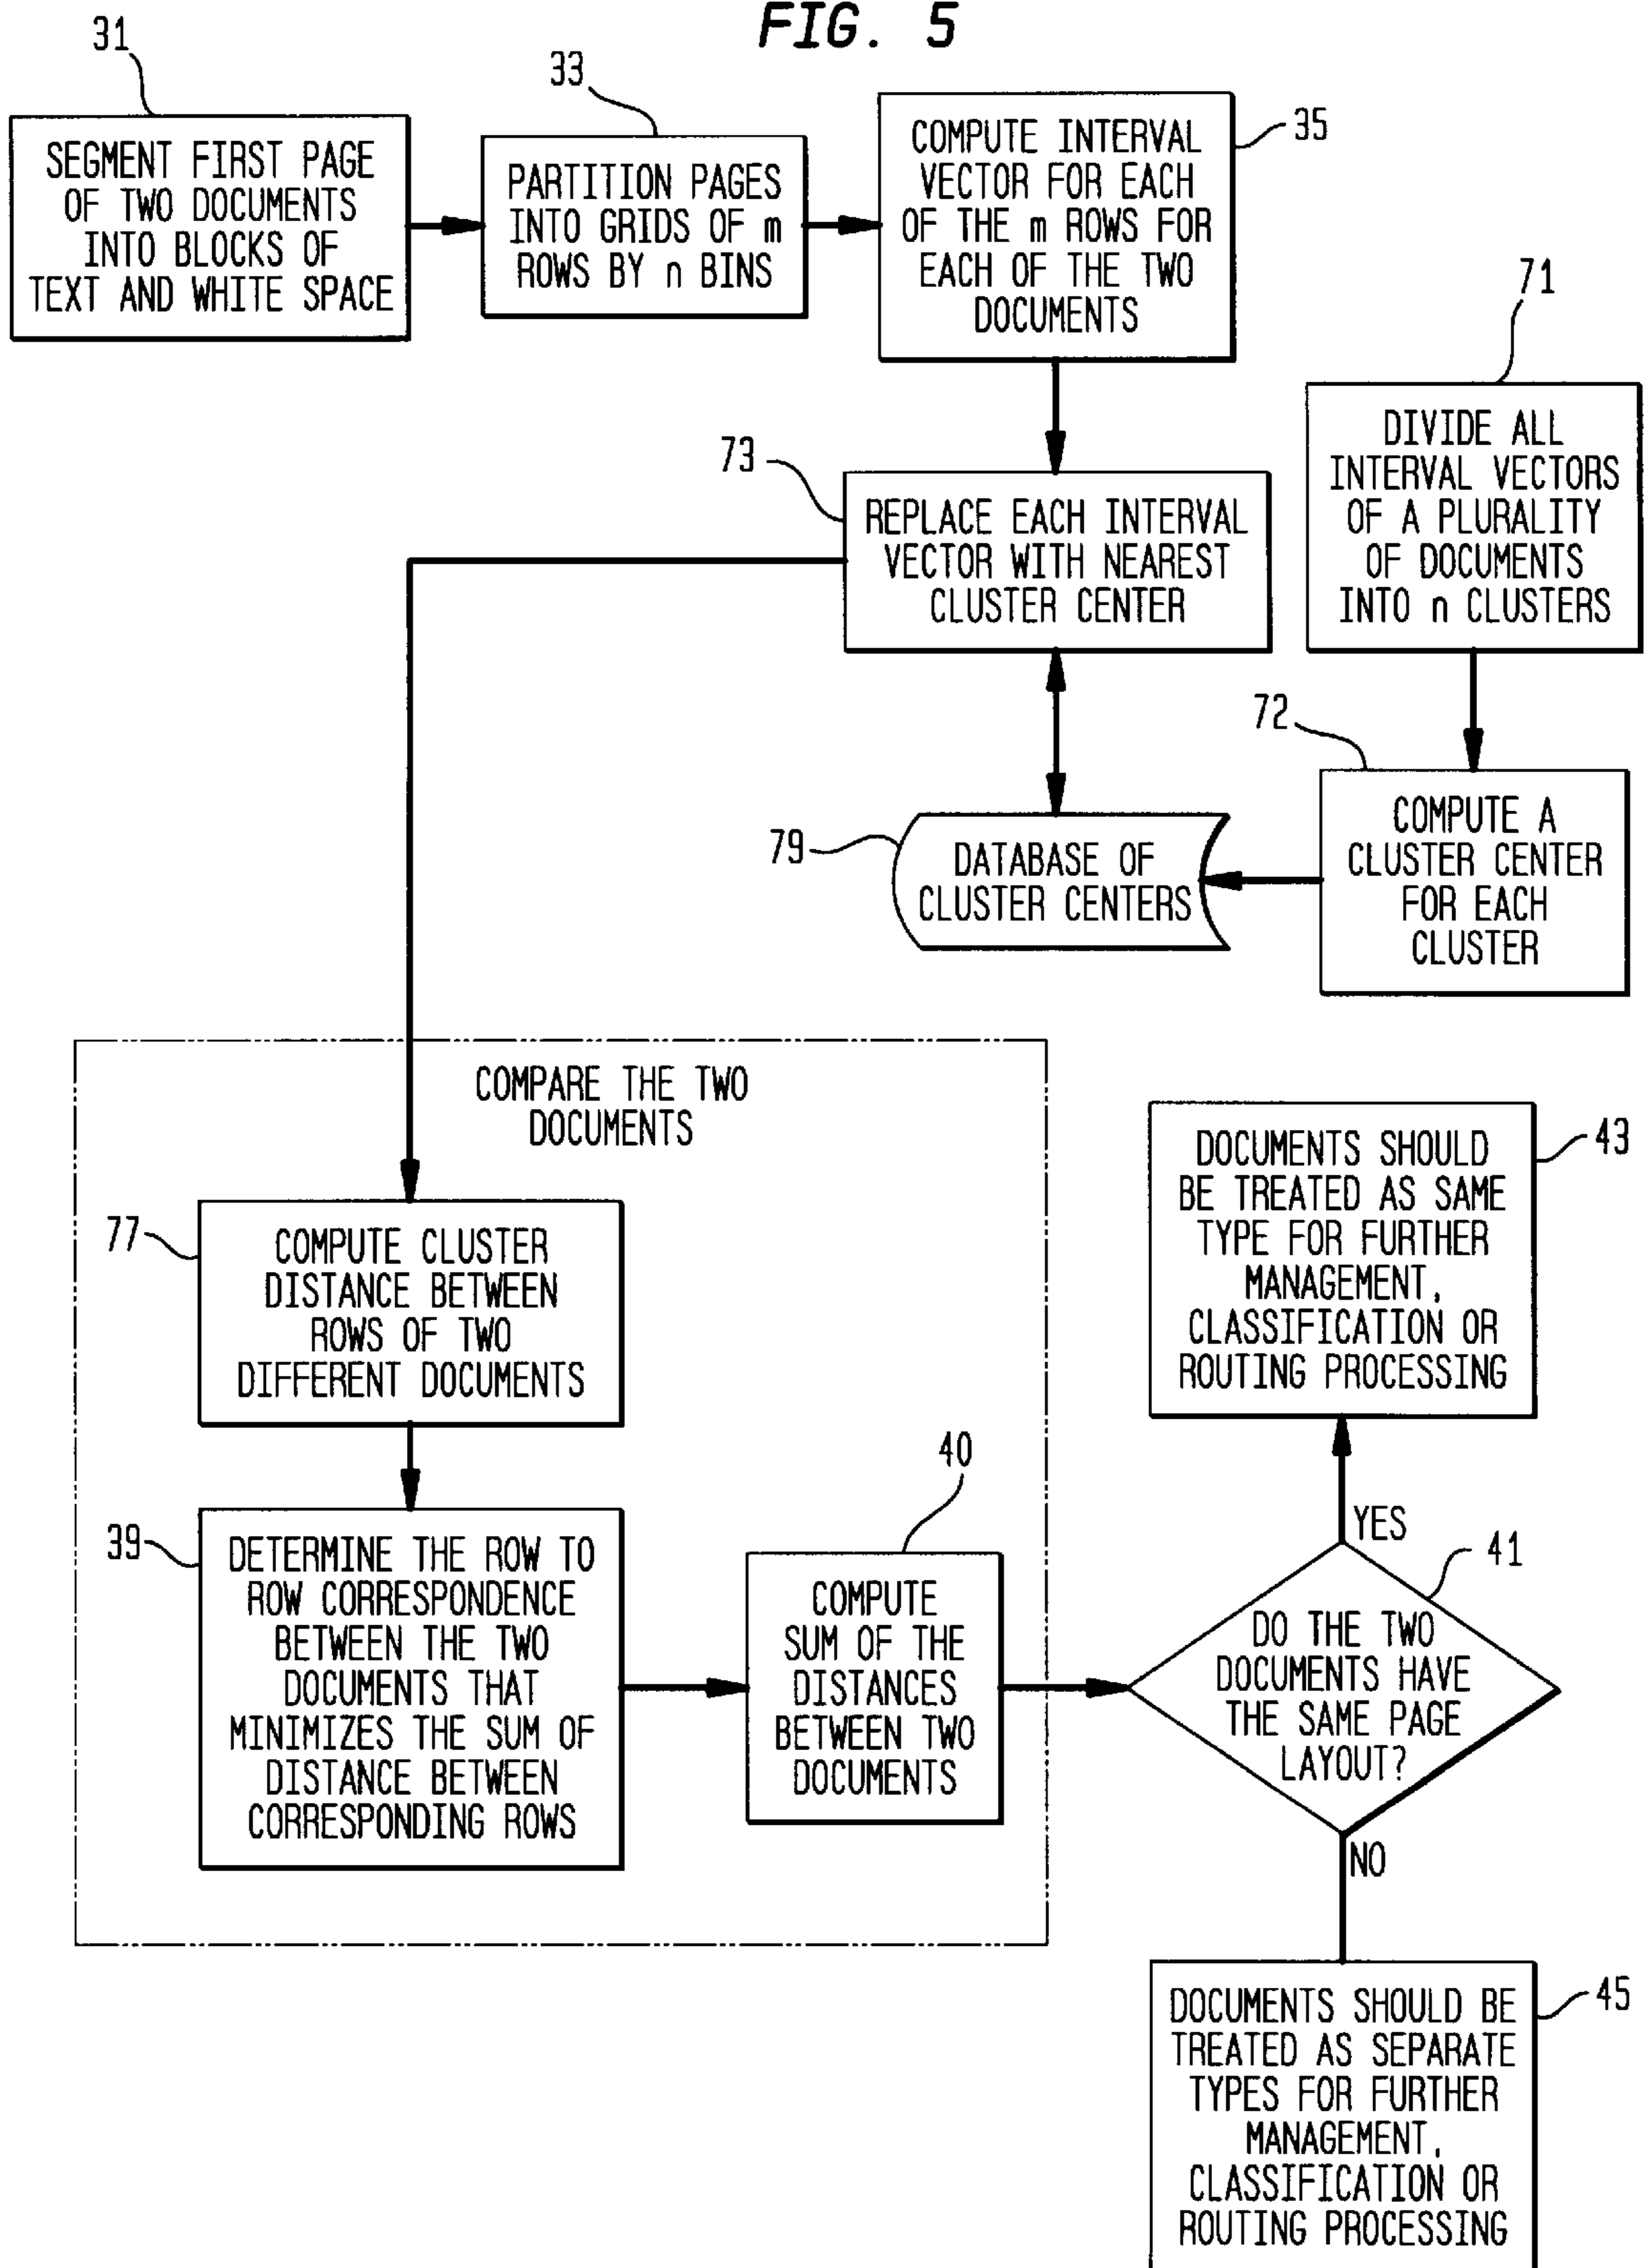 FIG. 5
31
SEGMENT FIRST PAGE
OF TWO DOCUMENTS
INTO BLOCKS OF
TEXT AND WHITE SPACE
33
PARTITION PAGES
INTO GRIDS OF m
ROWS BY n BINS
35
COMPUTE INTERVAL
VECTOR FOR EACH
OF THE m ROWS FOR
EACH OF THE TWO
DOCUMENTS
71
DIVIDE ALL
INTERVAL VECTORS
OF A PLURALITY
OF DOCUMENTS
INTO n CLUSTERS
73
REPLACE EACH INTERVAL
VECTOR WITH NEAREST
CLUSTER CENTER
72
COMPUTE A
CLUSTER CENTER
FOR EACH
CLUSTER
79
DATABASE OF
CLUSTER CENTERS
COMPARE THE TWO
DOCUMENTS
77
COMPUTE CLUSTER
DISTANCE BETWEEN
ROWS OF TWO
DIFFERENT DOCUMENTS
39
DETERMINE THE ROW TO
ROW CORRESPONDENCE
BETWEEN THE TWO
DOCUMENTS THAT
MINIMIZES THE SUM OF
DISTANCE BETWEEN
CORRESPONDING ROWS
40
COMPUTE
SUM OF THE
DISTANCES
BETWEEN TWO
DOCUMENTS
43
DOCUMENTS SHOULD
BE TREATED AS SAME
TYPE FOR FURTHER
MANAGEMENT,
CLASSIFICATION OR
ROUTING PROCESSING
YES
41
DO THE TWO
DOCUMENTS HAVE
THE SAME PAGE
LAYOUT?
NO
45
DOCUMENTS SHOULD BE
TREATED AS SEPARATE
TYPES FOR FURTHER
MANAGEMENT,
CLASSIFICATION OR
ROUTING PROCESSING